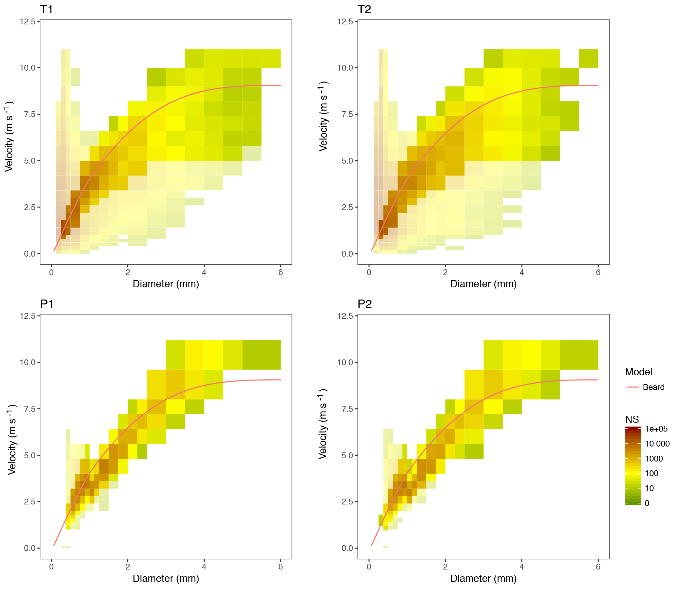 T1
T2
12.5
10.0
7.5
5.0
2.5
0.0
Velocity (m s⁻¹)
0
2
4
6
Diameter (mm)
12.5
10.0
7.5
5.0
2.5
0.0
Velocity (m s⁻¹)
0
2
4
6
Diameter (mm)
P1
P2
12.5
10.0
7.5
5.0
2.5
0.0
Velocity (m s⁻¹)
0
2
4
6
Diameter (mm)
12.5
10.0
7.5
5.0
2.5
0.0
Velocity (m s⁻¹)
0
2
4
6
Diameter (mm)
Model
Beard
NS
1e+05
10 000
1000
100
10
0